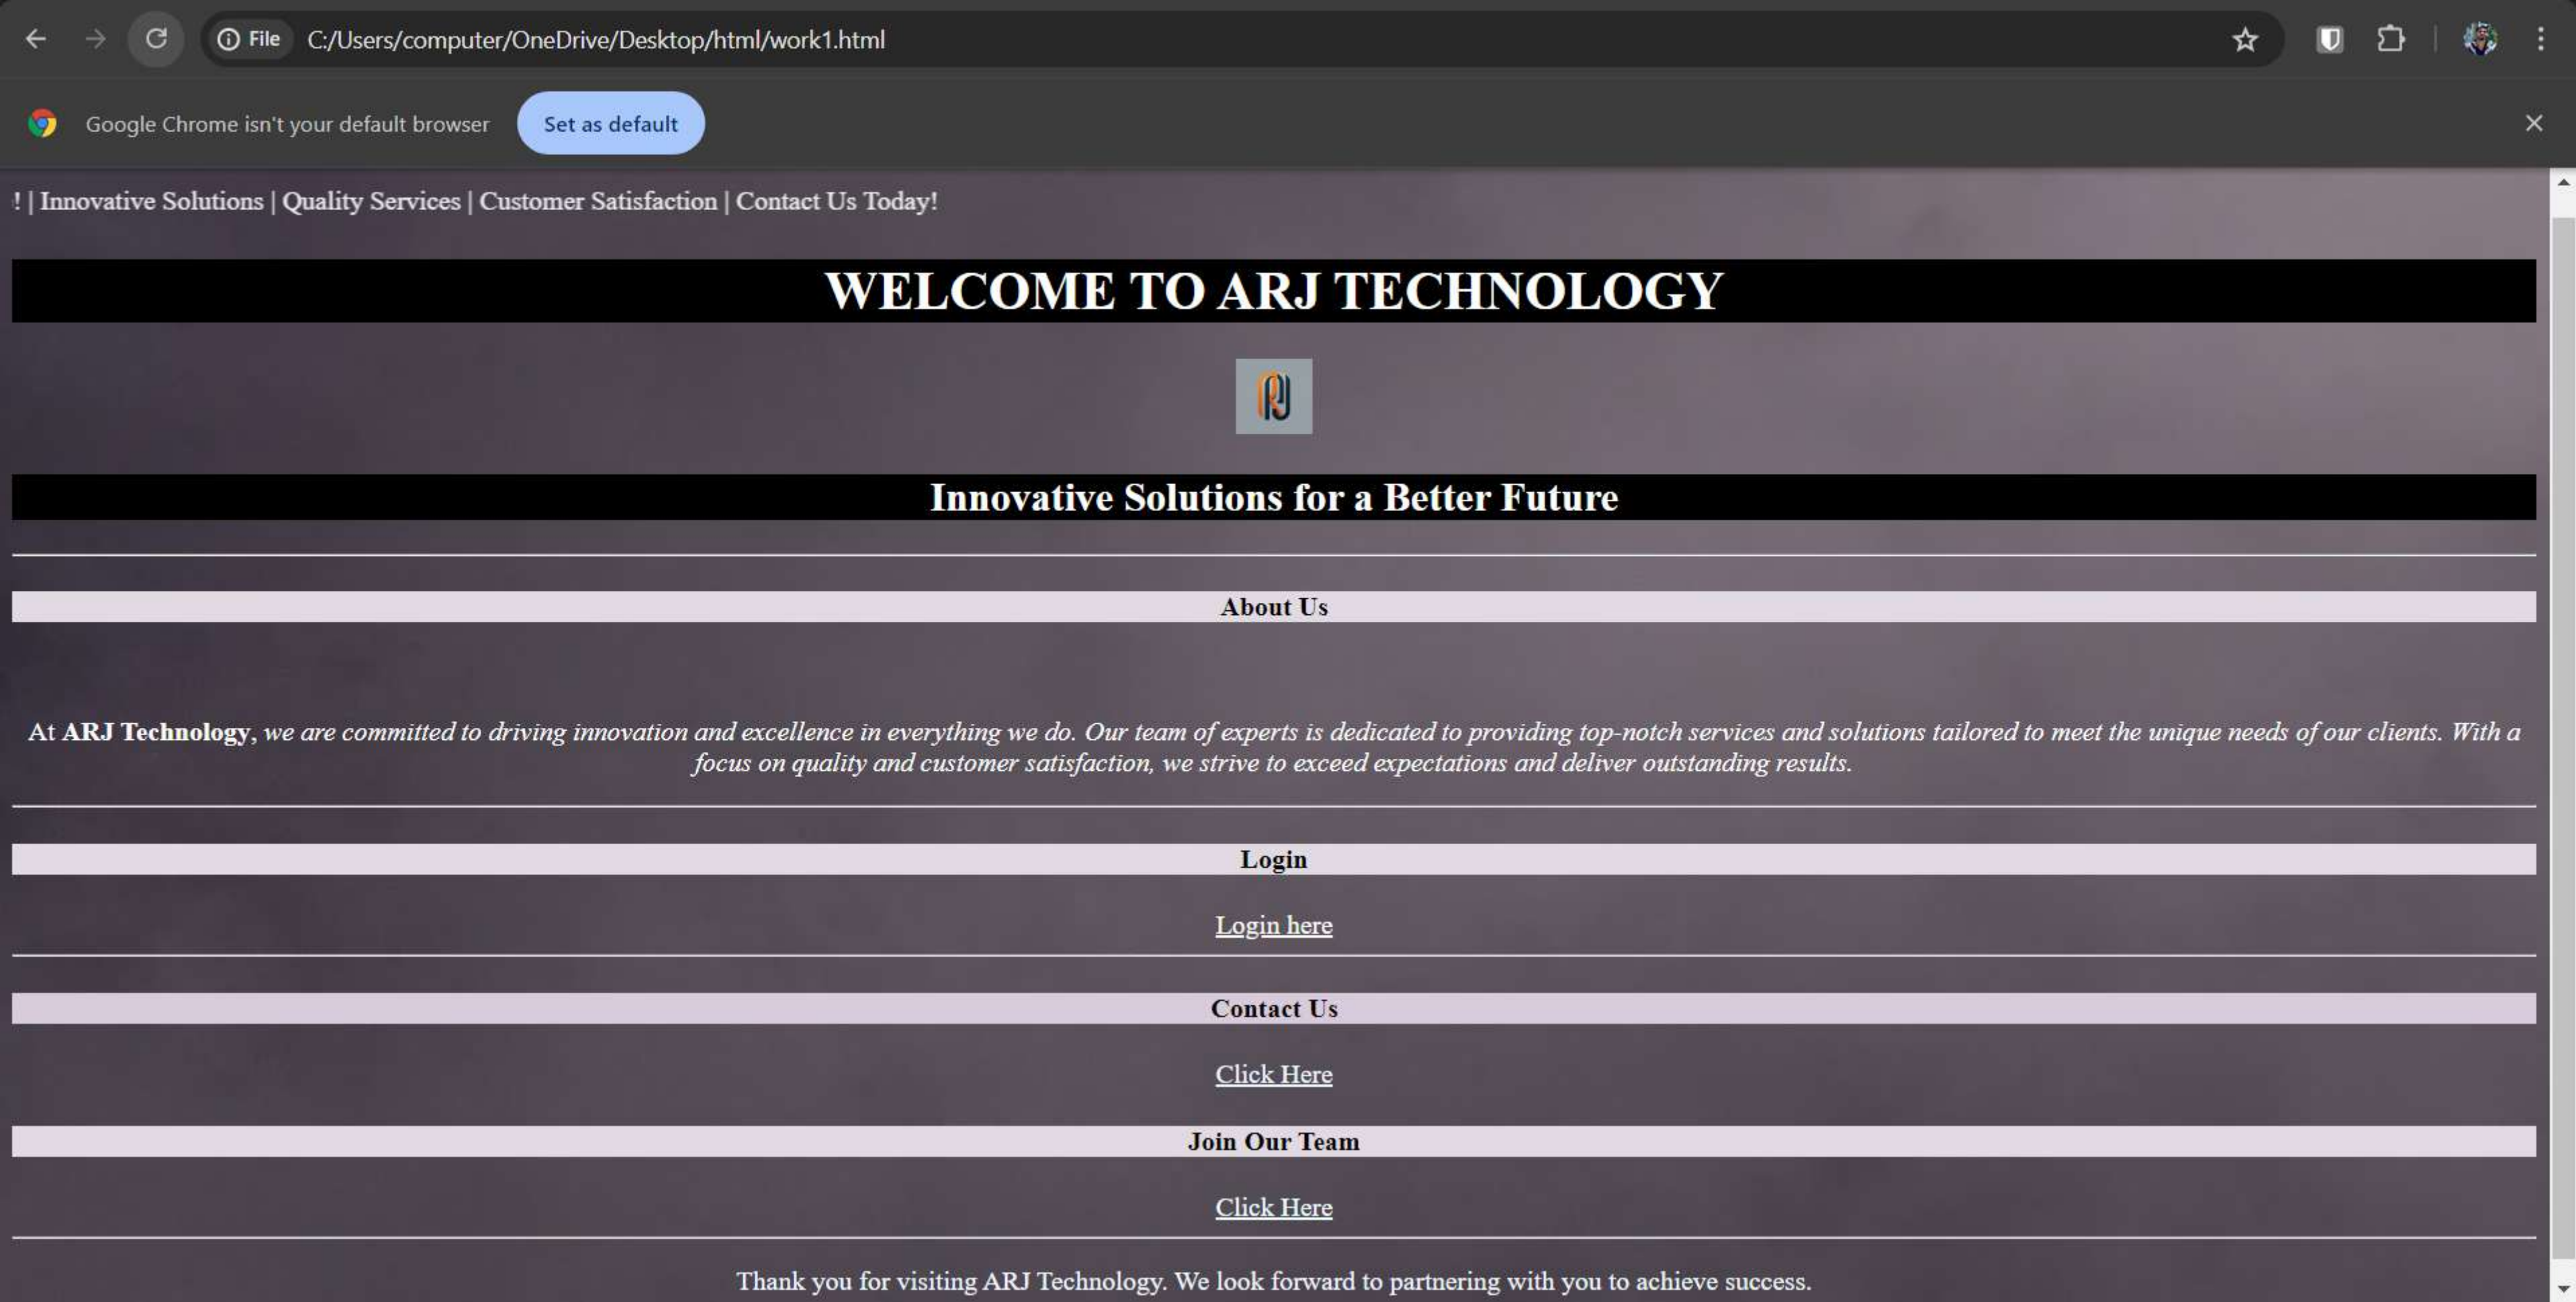 File C:/Users/computer/OneDrive/Desktop/html/work1.html
Google Chrome isn't your default browser Set as default
! | Innovative Solutions | Quality Services | Customer Satisfaction | Contact Us Today!
WELCOME TO ARJ TECHNOLOGY
RJ
Innovative Solutions for a Better Future
About Us
At ARJ Technology, we are committed to driving innovation and excellence in everything we do. Our team of experts is dedicated to providing top-notch services and solutions tailored to meet the unique needs of our clients. With a
focus on quality and customer satisfaction, we strive to exceed expectations and deliver outstanding results.
Login
Login here
Contact Us
Click Here
Join Our Team
Click Here
Thank you for visiting ARJ Technology. We look forward to partnering with you to achieve success.